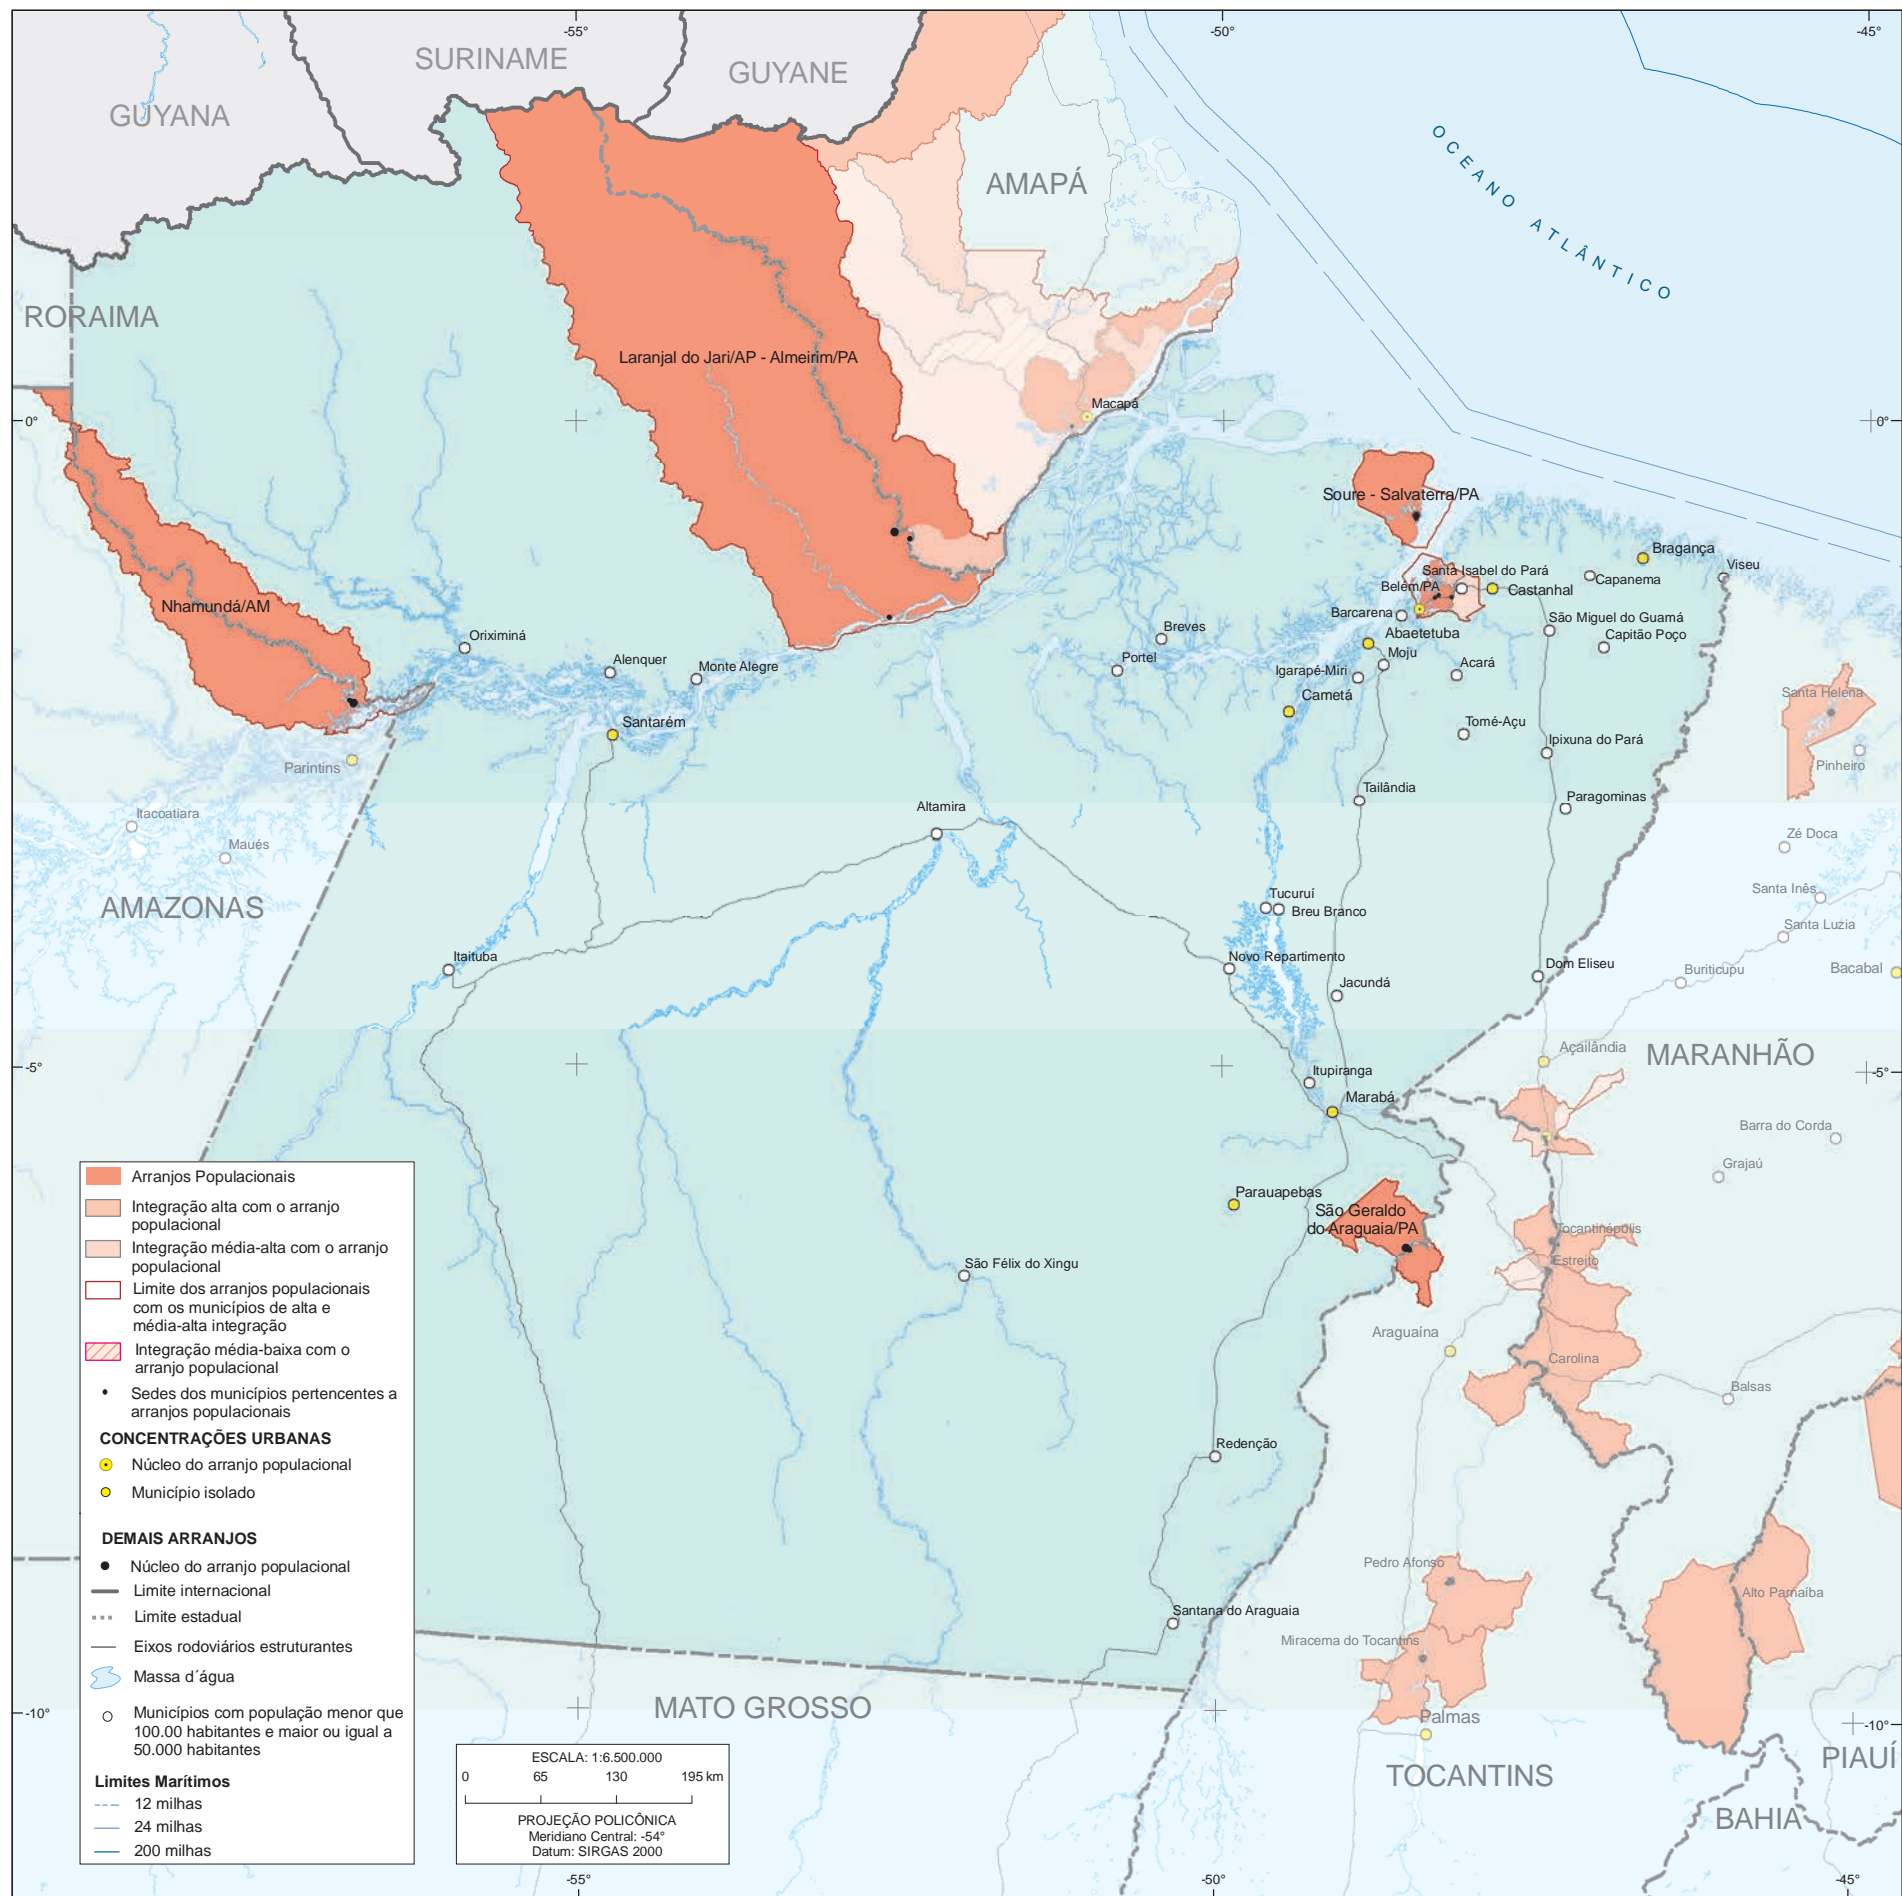 -55°
-50°
-45°
SURINAME
GUYANE
GUYANA
OCEANO ATLÂNTICO
AMAPÁ
RORAIMA
Laranjal do Jari/AP - Almeirim/PA
Macapá
0°
0°
Soure - Salvaterra/PA
Bragança
Viseu
Santa Isabel do Pará
Capanema
Belém/PA
Castanhal
Nhamundá/AM
Barcarena
São Miguel do Guamá
Breves
Abaetetuba
Capitão Poço
Oriximiná
Alenquer
Monte Alegre
Portel
Igarapé-Miri
Moju
Acará
Cametá
Santa Helena
Santarém
Tomé-Açu
Ipixuna do Pará
Parintins
Pinheiro
Tailândia
Paragominas
Itacoatiara
Altamira
Zé Doca
Maués
AMAZONAS
Tucuruí
Breu Branco
Santa Inês
Santa Luzia
Itaituba
Novo Repartimento
Dom Eliseu
Buriticupu
Bacabal
Jacundá
Açailândia
MARANHÃO
-5°
-5°
Itupiranga
Marabá
Barra do Corda
Grajaú
Parauapebas
São Geraldo
do Araguaia/PA
Tocantinópolis
São Félix do Xingu
Estreito
Araguaína
Carolina
Balsas
Redenção
Pedro Afonso
Alto Parnaíba
Santana do Araguaia
Miracema do Tocantins
MATO GROSSO
Palmas
-10°
-10°
PIAUÍ
TOCANTINS
BAHIA
Arranjos Populacionais
Integração alta com o arranjo
populacional
Integração média-alta com o arranjo
populacional
Limite dos arranjos populacionais
com os municípios de alta e
média-alta integração
Integração média-baixa com o
arranjo populacional
Sedes dos municípios pertencentes a
arranjos populacionais
CONCENTRAÇÕES URBANAS
Núcleo do arranjo populacional
Município isolado
DEMAIS ARRANJOS
Núcleo do arranjo populacional
Limite internacional
Limite estadual
Eixos rodoviários estruturantes
Massa d´água
Municípios com população menor que
100.00 habitantes e maior ou igual a
50.000 habitantes
Limites Marítimos
12 milhas
24 milhas
200 milhas
ESCALA: 1:6.500.000
0 65 130 195 km
PROJEÇÃO POLICÔNICA
Meridiano Central: -54°
Datum: SIRGAS 2000
-55°
-50°
-45°